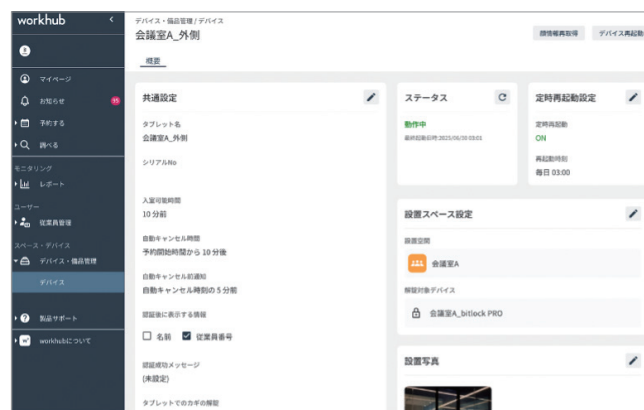 workhub
マイページ
お知らせ
95
予約する
調べる
モニタリング
レポート
ユーザー
従業員管理
スペース・デバイス
デバイス・備品管理
デバイス
製品サポート
workhubについて
デバイス・備品管理 / デバイス
会議室A_外側
顔情報再取得
デバイス再起動
概要
共通設定
タブレット名
会議室A_外側
シリアルNo
入室可能時間
10 分前
自動キャンセル時間
予約開始時間から 10 分後
自動キャンセル前通知
自動キャンセル時刻の 5 分前
認証後に表示する情報
名前
従業員番号
認証成功メッセージ
(未設定)
タブレットでのカギの解錠
ステータス
動作中
最終起動日時:2025/06/30 03:01
定時再起動設定
定時再起動
ON
再起動時刻
毎日 03:00
設置スペース設定
設置空間
会議室A
解錠対象デバイス
会議室A_bitlock PRO
設置写真